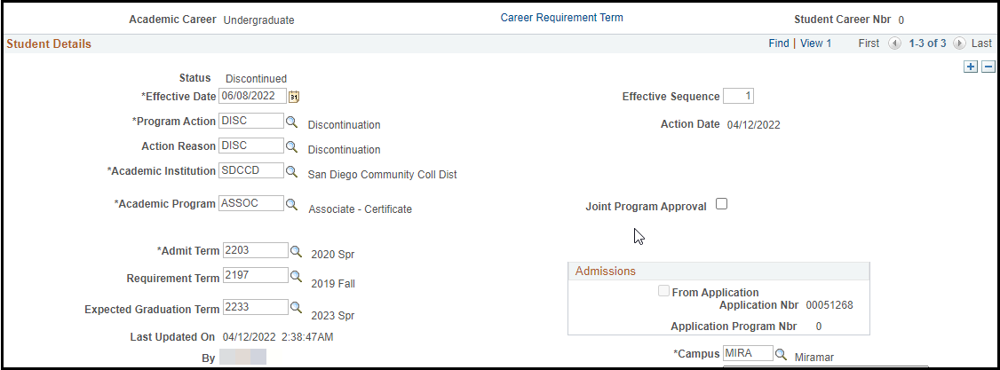 Academic Career Undergraduate Career Requirement Term Student Career Nbr 0
Student Details Find | View 1 First 1-3 of 3 Last
Status Discontinued
*Effective Date 06/08/2022 31 Effective Sequence 1
*Program Action DISC Discontinuation Action Date 04/12/2022
Action Reason DISC Discontinuation
*Academic Institution SDCCD San Diego Community Coll Dist
*Academic Program ASSOC Associate - Certificate Joint Program Approval
*Admit Term 2203 2020 Spr
Admissions
Requirement Term 2197 2019 Fall
From Application
Application Nbr 00051268
Expected Graduation Term 2233 2023 Spr
Application Program Nbr 0
Last Updated On 04/12/2022 2:38:47AM
By
*Campus MIRA Miramar